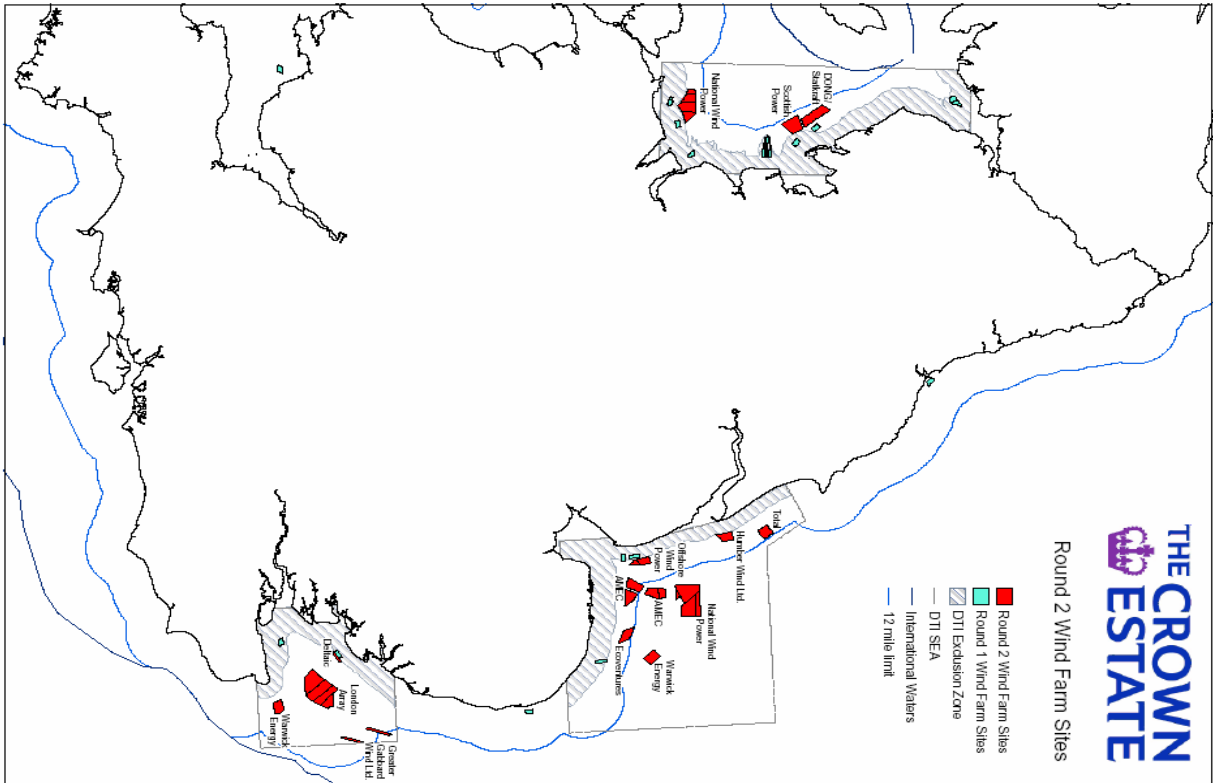 THE CROWN
ESTATE
Round 2 Wind Farm Sites
Round 2 Wind Farm Sites
Round 1 Wind Farm Sites
DTI Exclusion Zone
DTI SEA
International Waters
12 mile limit
DONG/
Statkraft
Scottish
Power
National Wind
Power
Total
Humber Wind Ltd.
Offshore
Wind
Power
National Wind
Power
AMEC
AMEC
Ecoventures
Warwick
Energy
Deltaic
London
Array
Greater
Gabbard
Wind Ltd.
Warwick
Energy